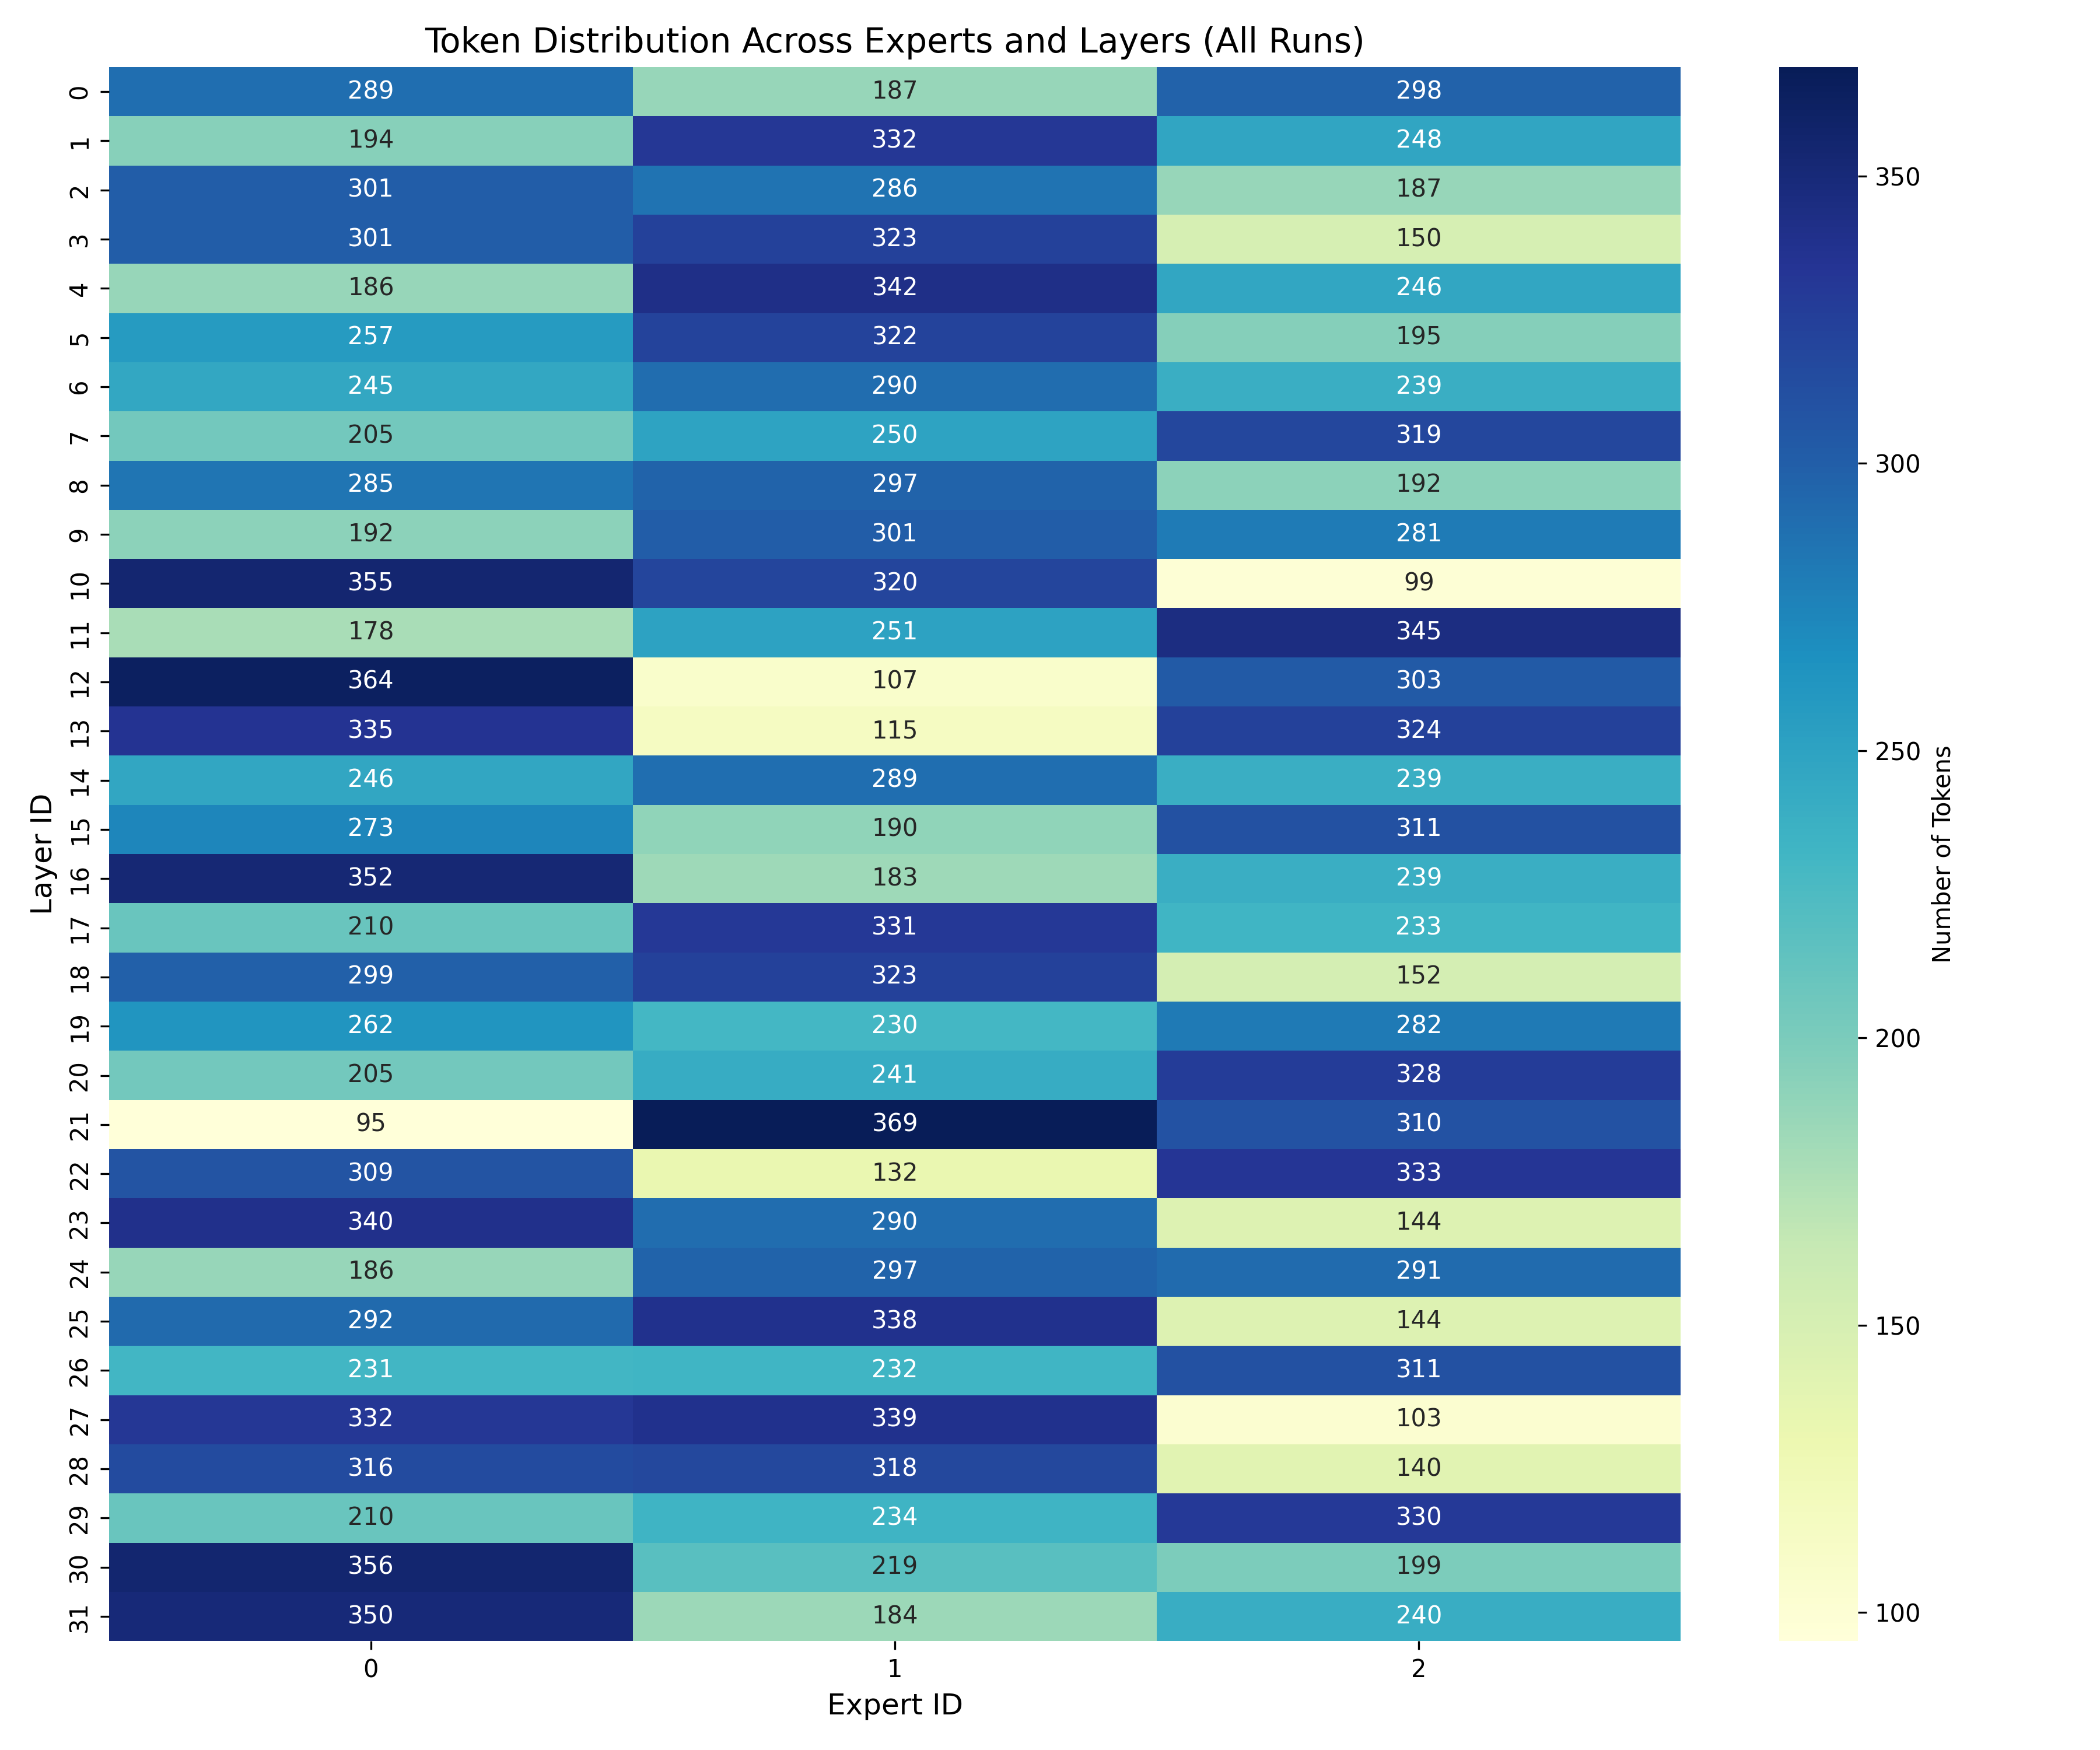 Token Distribution Across Experts and Layers (All Runs)
0 289 187 298
1 194 332 248
2 301 286 187
3 301 323 150
4 186 342 246
5 257 322 195
6 245 290 239
7 205 250 319
8 285 297 192
9 192 301 281
10 355 320 99
11 178 251 345
12 364 107 303
13 335 115 324
14 246 289 239
15 273 190 311
16 352 183 239
17 210 331 233
18 299 323 152
19 262 230 282
20 205 241 328
21 95 369 310
22 309 132 333
23 340 290 144
24 186 297 291
25 292 338 144
26 231 232 311
27 332 339 103
28 316 318 140
29 210 234 330
30 356 219 199
31 350 184 240
0 1 2
Expert ID
Layer ID
350
300
250
200
150
100
Number of Tokens